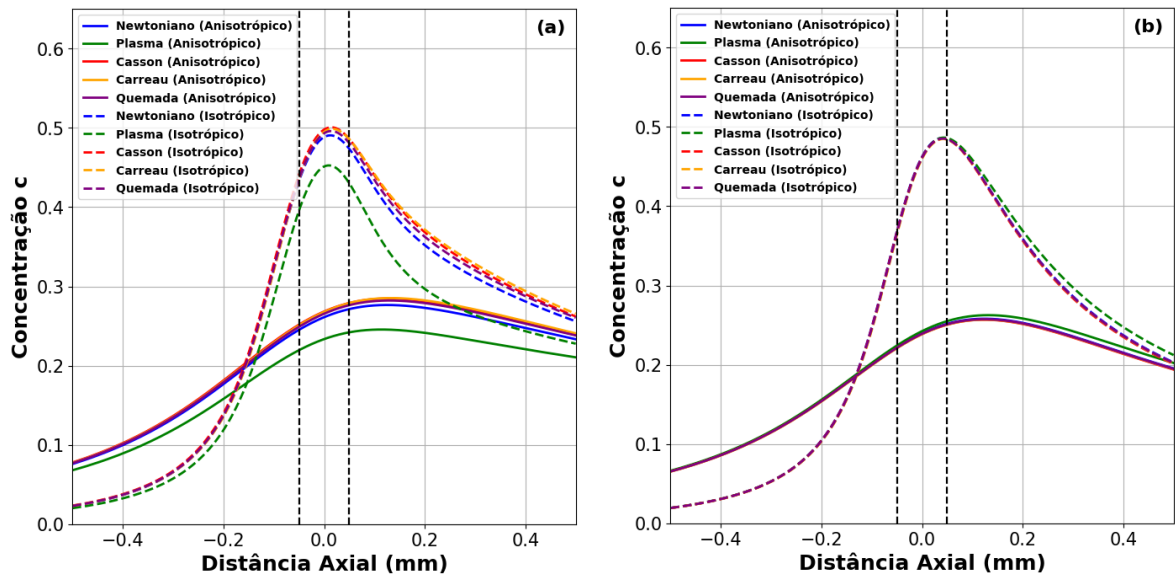 (a)
Newtoniano (Anisotrópico)
Plasma (Anisotrópico)
Casson (Anisotrópico)
Carreau (Anisotrópico)
Quemada (Anisotrópico)
Newtoniano (Isotrópico)
Plasma (Isotrópico)
Casson (Isotrópico)
Carreau (Isotrópico)
Quemada (Isotrópico)
Concentração c
0.6
0.5
0.4
0.3
0.2
0.1
0.0
−0.4 −0.2 0.0 0.2 0.4
Distância Axial (mm)
(b)
Newtoniano (Anisotrópico)
Plasma (Anisotrópico)
Casson (Anisotrópico)
Carreau (Anisotrópico)
Quemada (Anisotrópico)
Newtoniano (Isotrópico)
Plasma (Isotrópico)
Casson (Isotrópico)
Carreau (Isotrópico)
Quemada (Isotrópico)
Concentração c
0.6
0.5
0.4
0.3
0.2
0.1
0.0
−0.4 −0.2 0.0 0.2 0.4
Distância Axial (mm)